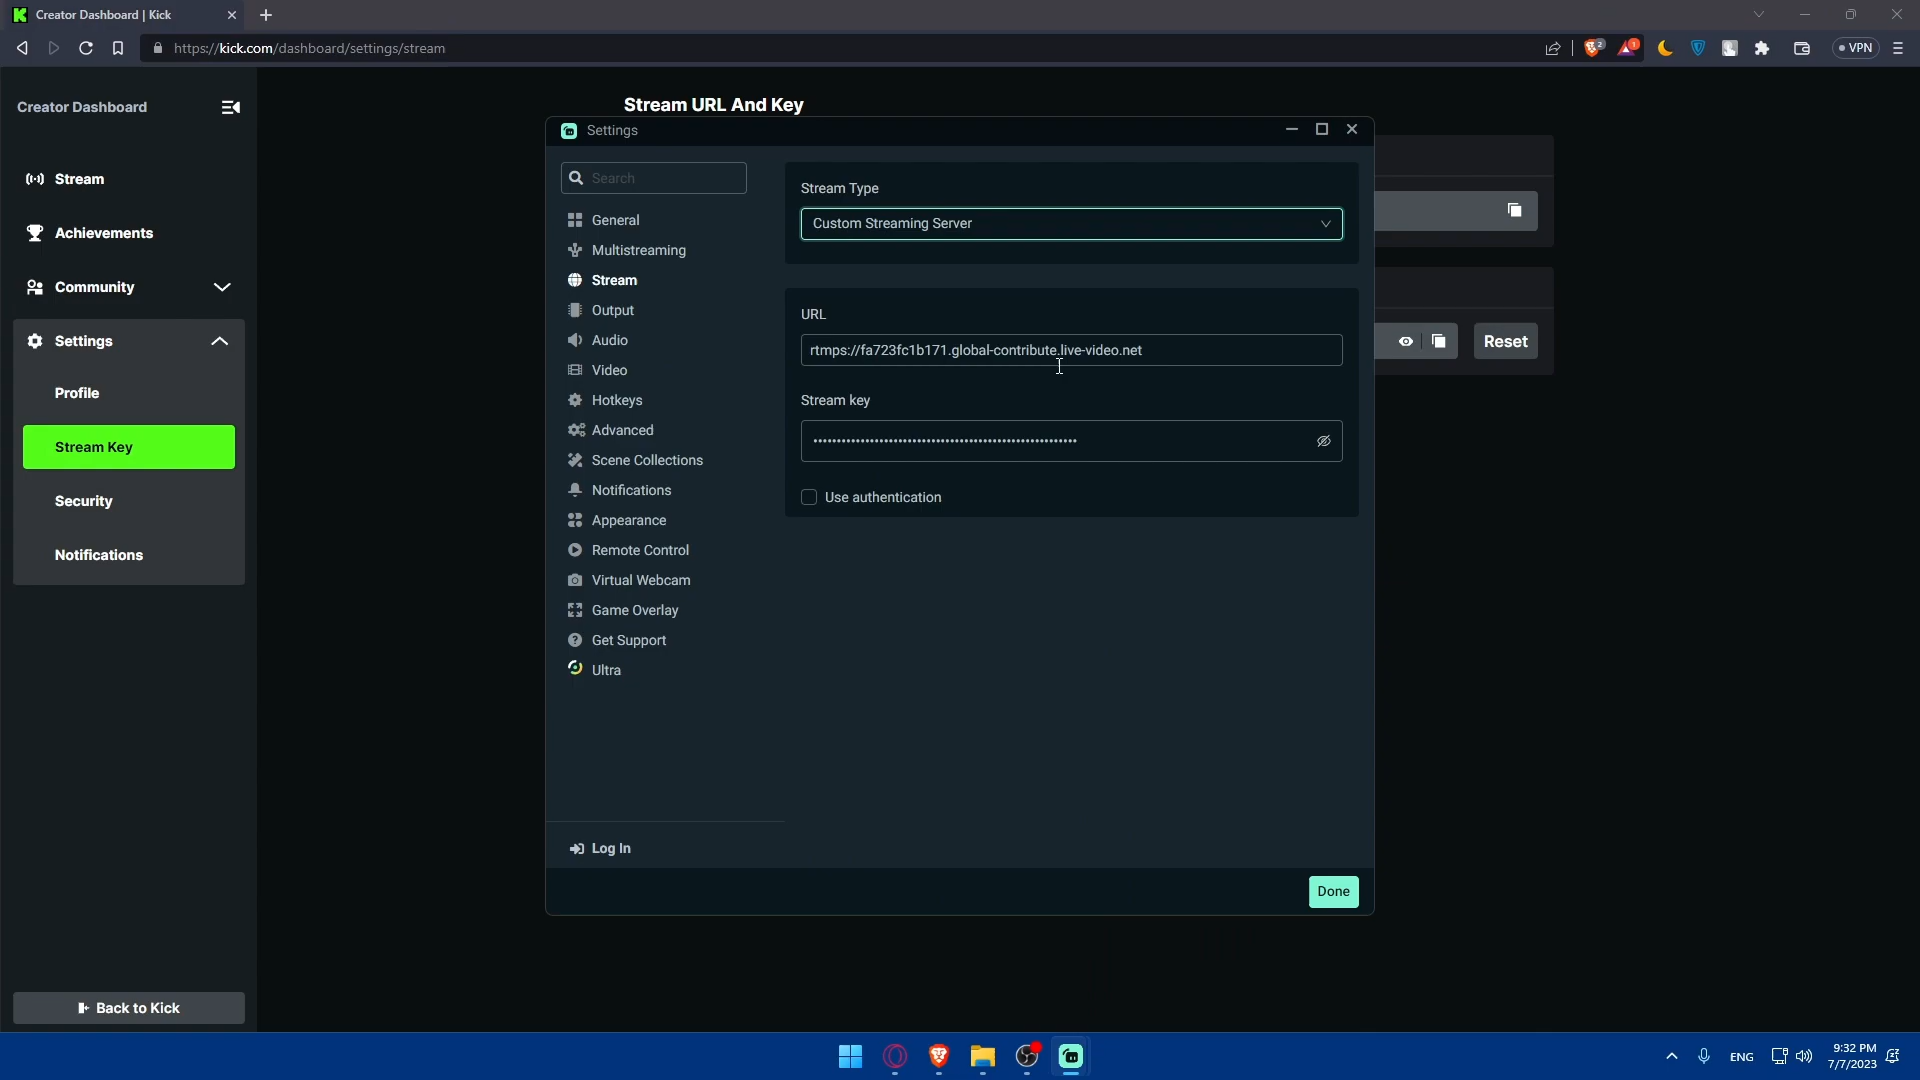 Creator Dashboard | Kick
https://kick.com/dashboard/settings/stream
2
1
VPN
Creator Dashboard
Stream
Achievements
Community
Settings
Profile
Stream Key
Security
Notifications
Back to Kick
Stream URL And Key
Reset
Settings
Search
General
Multistreaming
Stream
Output
Audio
Video
Hotkeys
Advanced
Scene Collections
Notifications
Appearance
Remote Control
Virtual Webcam
Game Overlay
Get Support
Ultra
Log In
Stream Type
Custom Streaming Server
URL
rtmps://fa723fc1b171.global-contribute.live-video.net
Stream key
Use authentication
Done
ENG
9:32 PM
7/7/2023